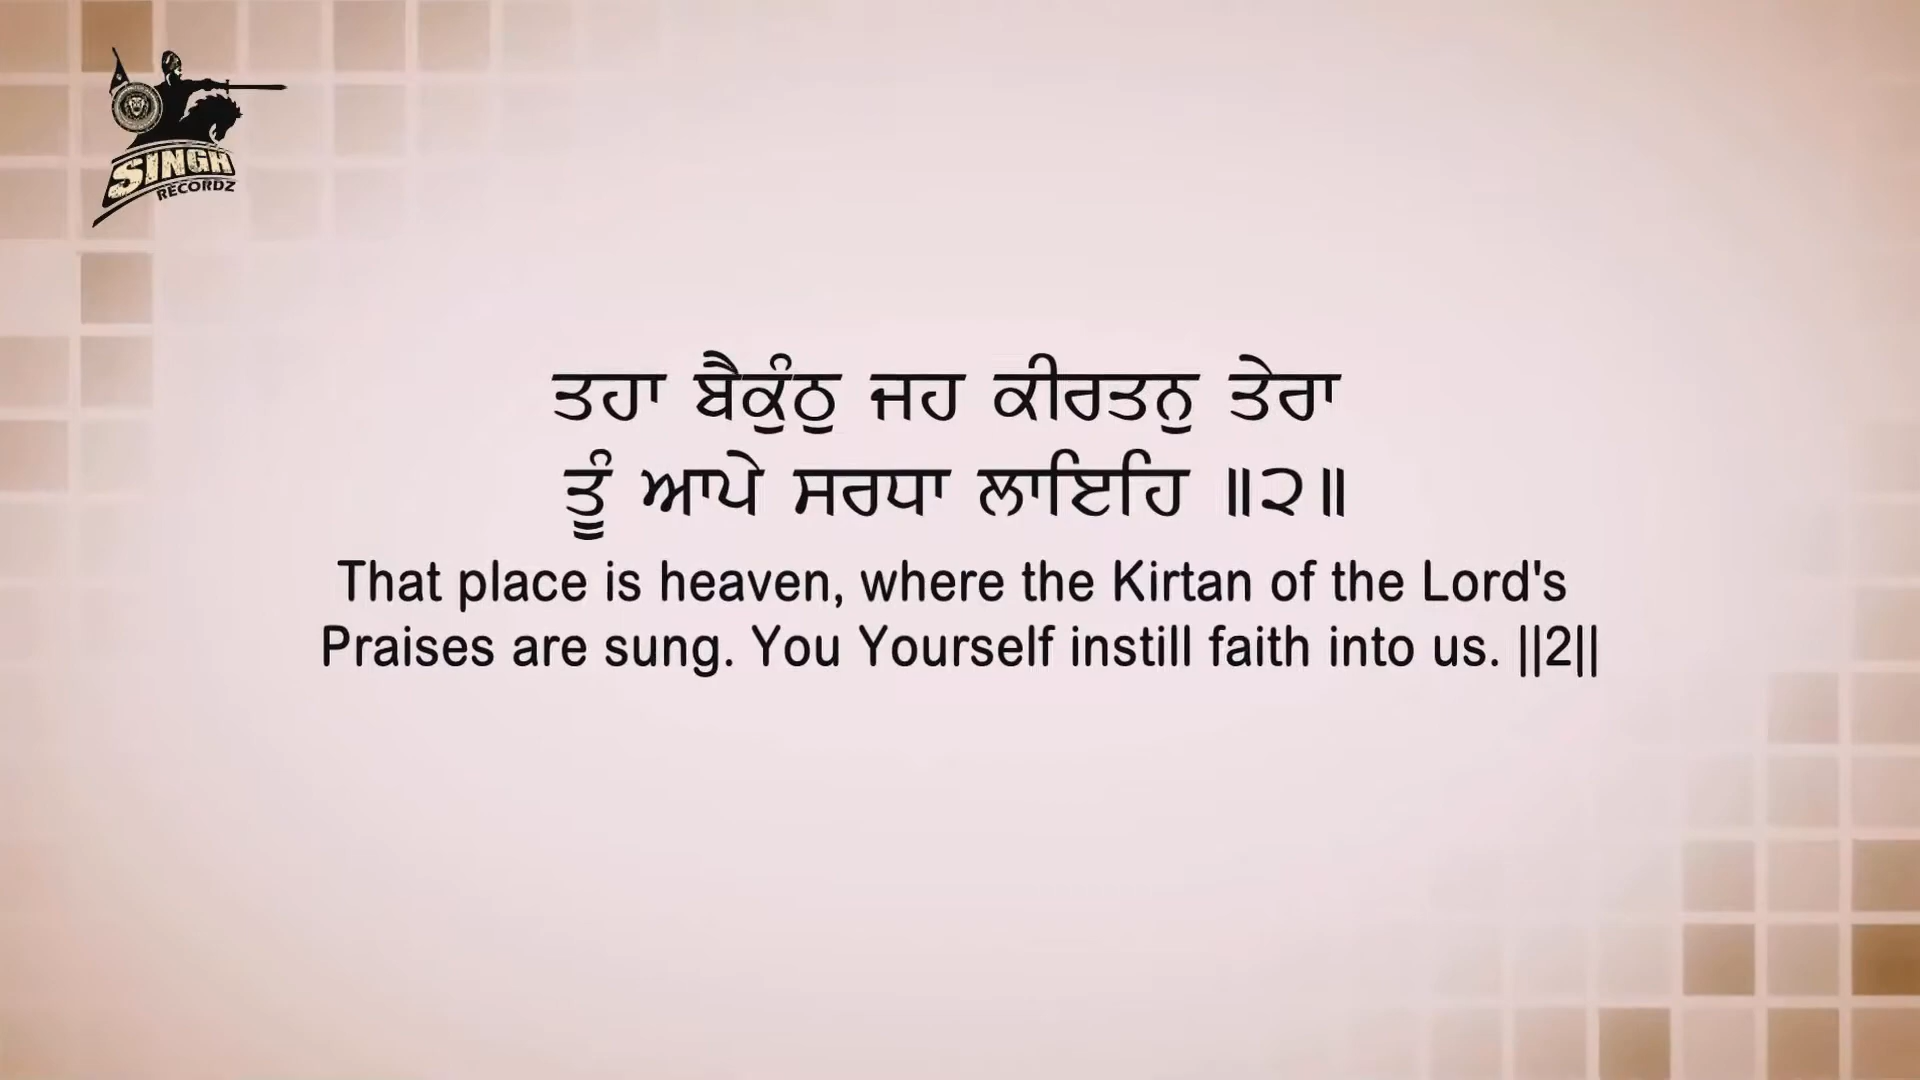 SINGH
RECORDZ
ਤਹਾ ਬੈਕੁੰਠੁ ਜਹ ਕੀਰਤਨੁ ਤੇਰਾ
ਤੂੰ ਆਪੇ ਸਰਧਾ ਲਾਇਹਿ ॥੨॥
That place is heaven, where the Kirtan of the Lord's
Praises are sung. You Yourself instill faith into us. ||2||